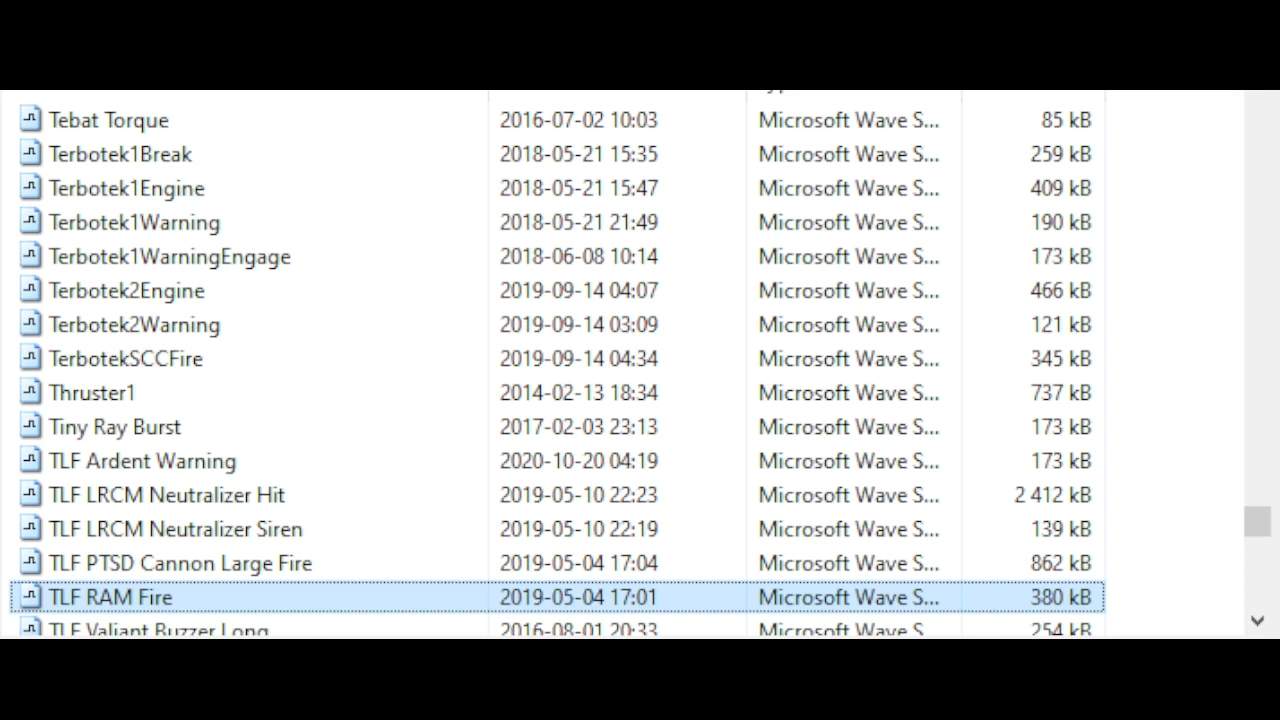 Tebat Torque 2016-07-02 10:03 Microsoft Wave S... 85 kB
Terbotek1Break 2018-05-21 15:35 Microsoft Wave S... 259 kB
Terbotek1Engine 2018-05-21 15:47 Microsoft Wave S... 409 kB
Terbotek1Warning 2018-05-21 21:49 Microsoft Wave S... 190 kB
Terbotek1WarningEngage 2018-06-08 10:14 Microsoft Wave S... 173 kB
Terbotek2Engine 2019-09-14 04:07 Microsoft Wave S... 466 kB
Terbotek2Warning 2019-09-14 03:09 Microsoft Wave S... 121 kB
TerbotekSCCFire 2019-09-14 04:34 Microsoft Wave S... 345 kB
Thruster1 2014-02-13 18:34 Microsoft Wave S... 737 kB
Tiny Ray Burst 2017-02-03 23:13 Microsoft Wave S... 173 kB
TLF Ardent Warning 2020-10-20 04:19 Microsoft Wave S... 173 kB
TLF LRCM Neutralizer Hit 2019-05-10 22:23 Microsoft Wave S... 2 412 kB
TLF LRCM Neutralizer Siren 2019-05-10 22:19 Microsoft Wave S... 139 kB
TLF PTSD Cannon Large Fire 2019-05-04 17:04 Microsoft Wave S... 862 kB
TLF RAM Fire 2019-05-04 17:01 Microsoft Wave S... 380 kB
TLF Valiant Buzzer Long 2016-08-01 20:33 Microsoft Wave S 254 kB